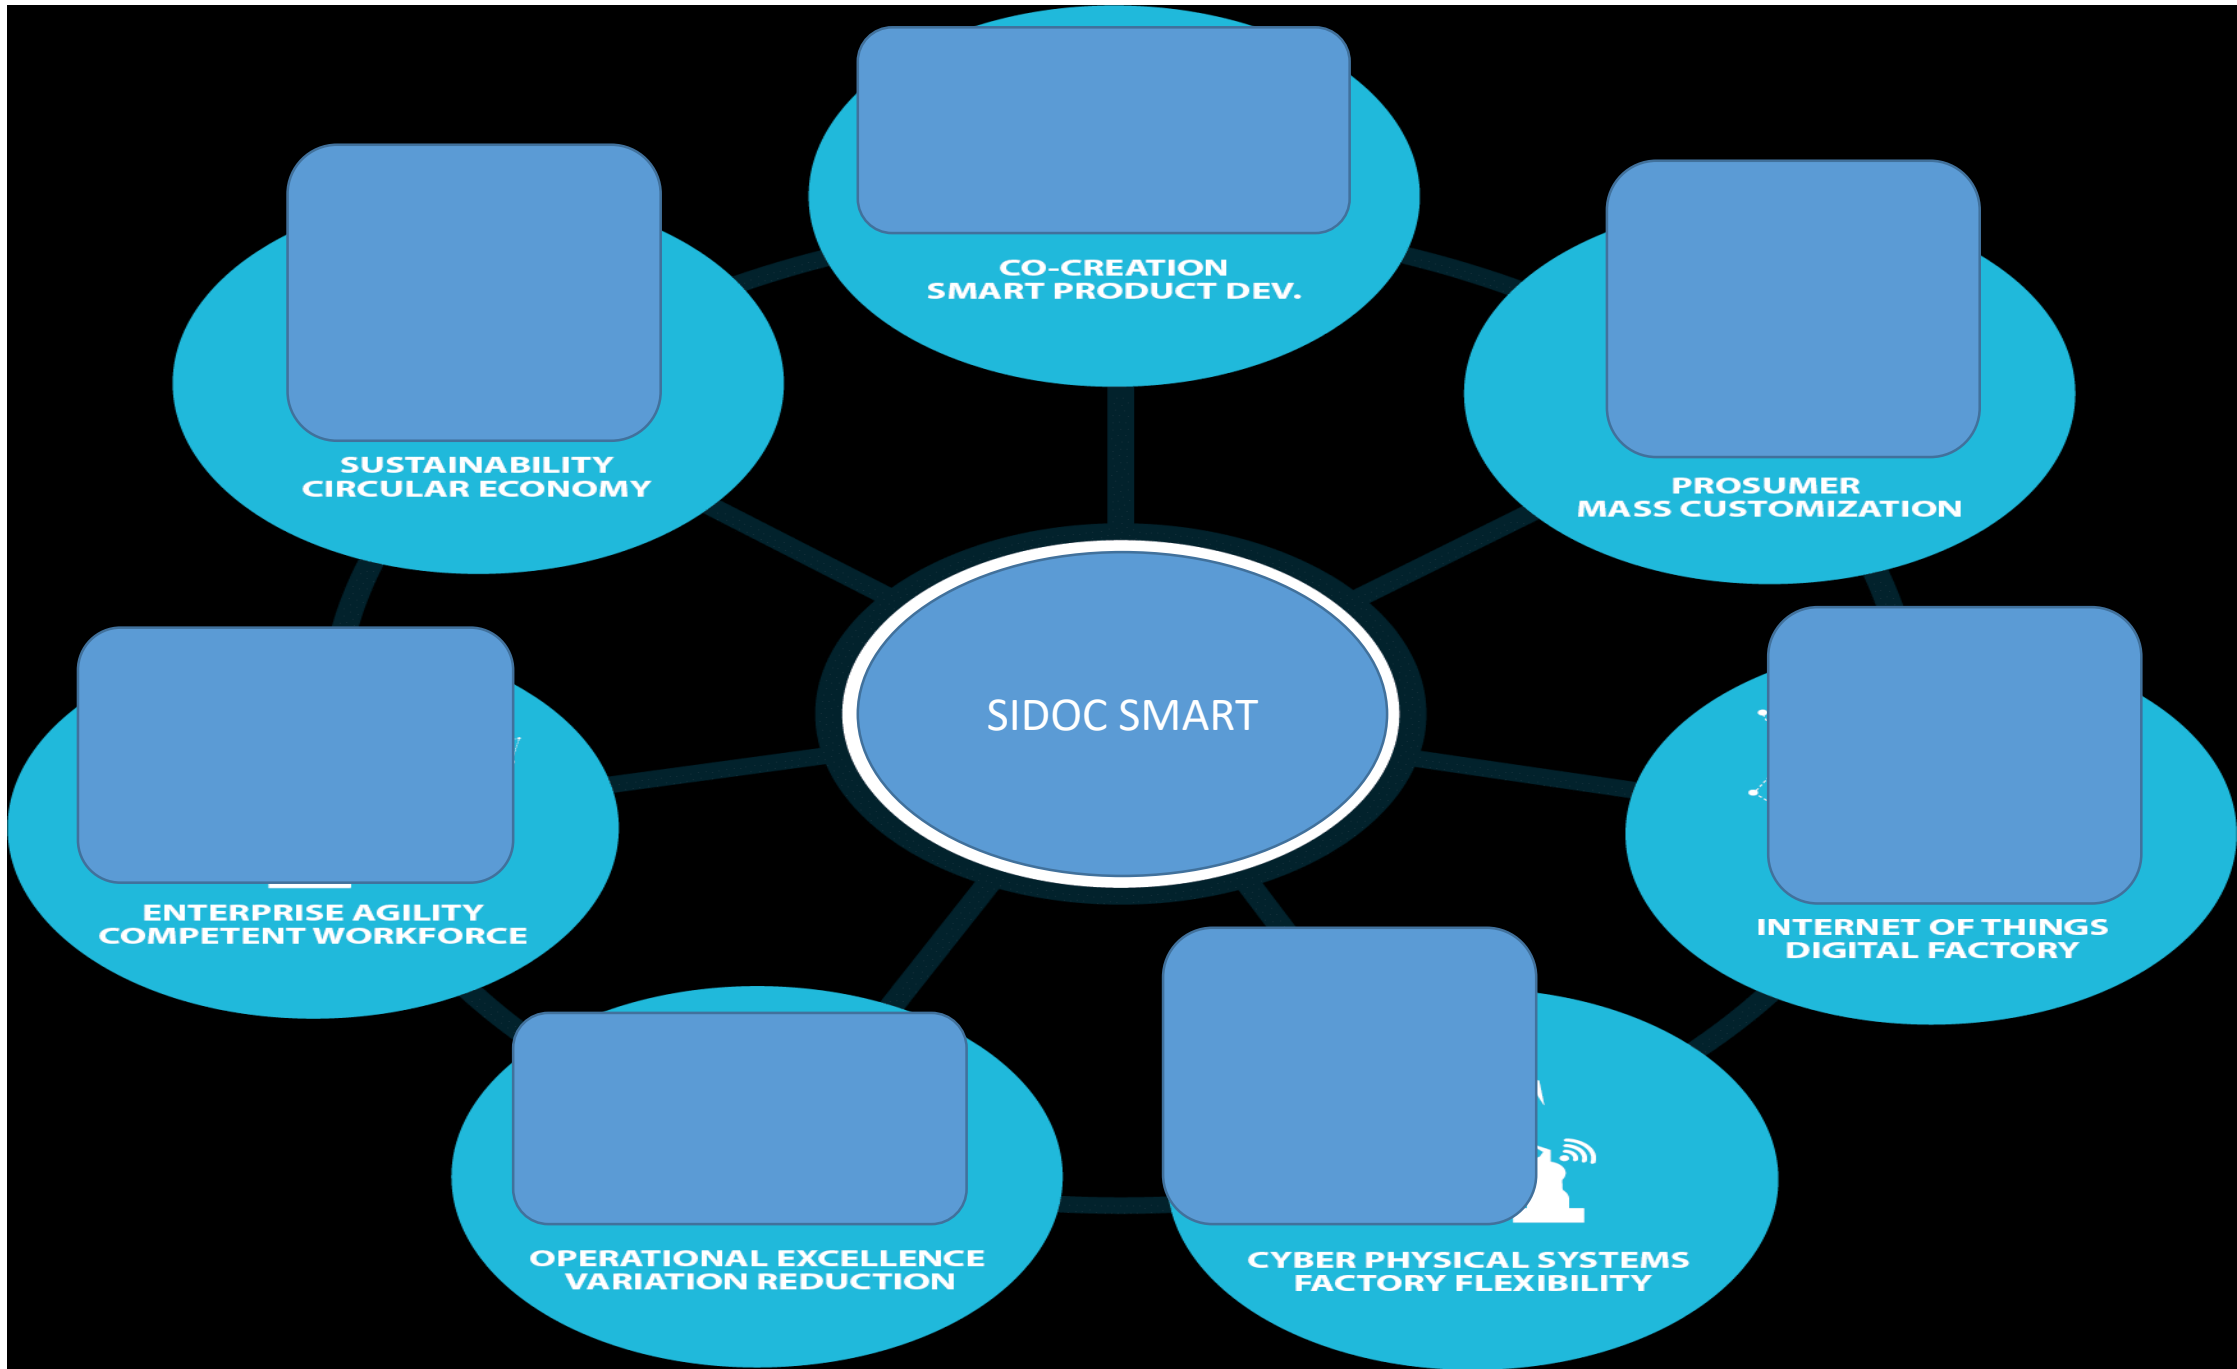 CO-CREATION
SMART PRODUCT DEV.
SUSTAINABILITY
CIRCULAR ECONOMY
PROSUMER
MASS CUSTOMIZATION
SIDOC SMART
ENTERPRISE AGILITY
COMPETENT WORKFORCE
INTERNET OF THINGS
DIGITAL FACTORY
OPERATIONAL EXCELLENCE
VARIATION REDUCTION
CYBER PHYSICAL SYSTEMS
FACTORY FLEXIBILITY